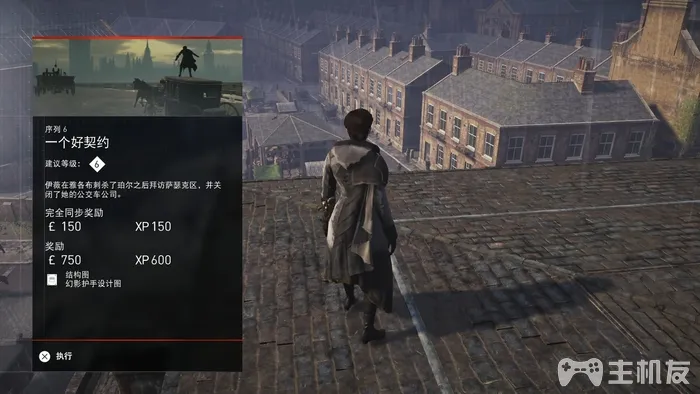 序列 6
一个好契约
建议等级： 6
伊薇在雅各布刺杀了珀尔之后拜访萨瑟克区，并关
闭了她的公交车公司。
完全同步奖励
￡ 150 XP 150
奖励
￡ 750 XP 600
结构图
幻影护手设计图
执行
主机友